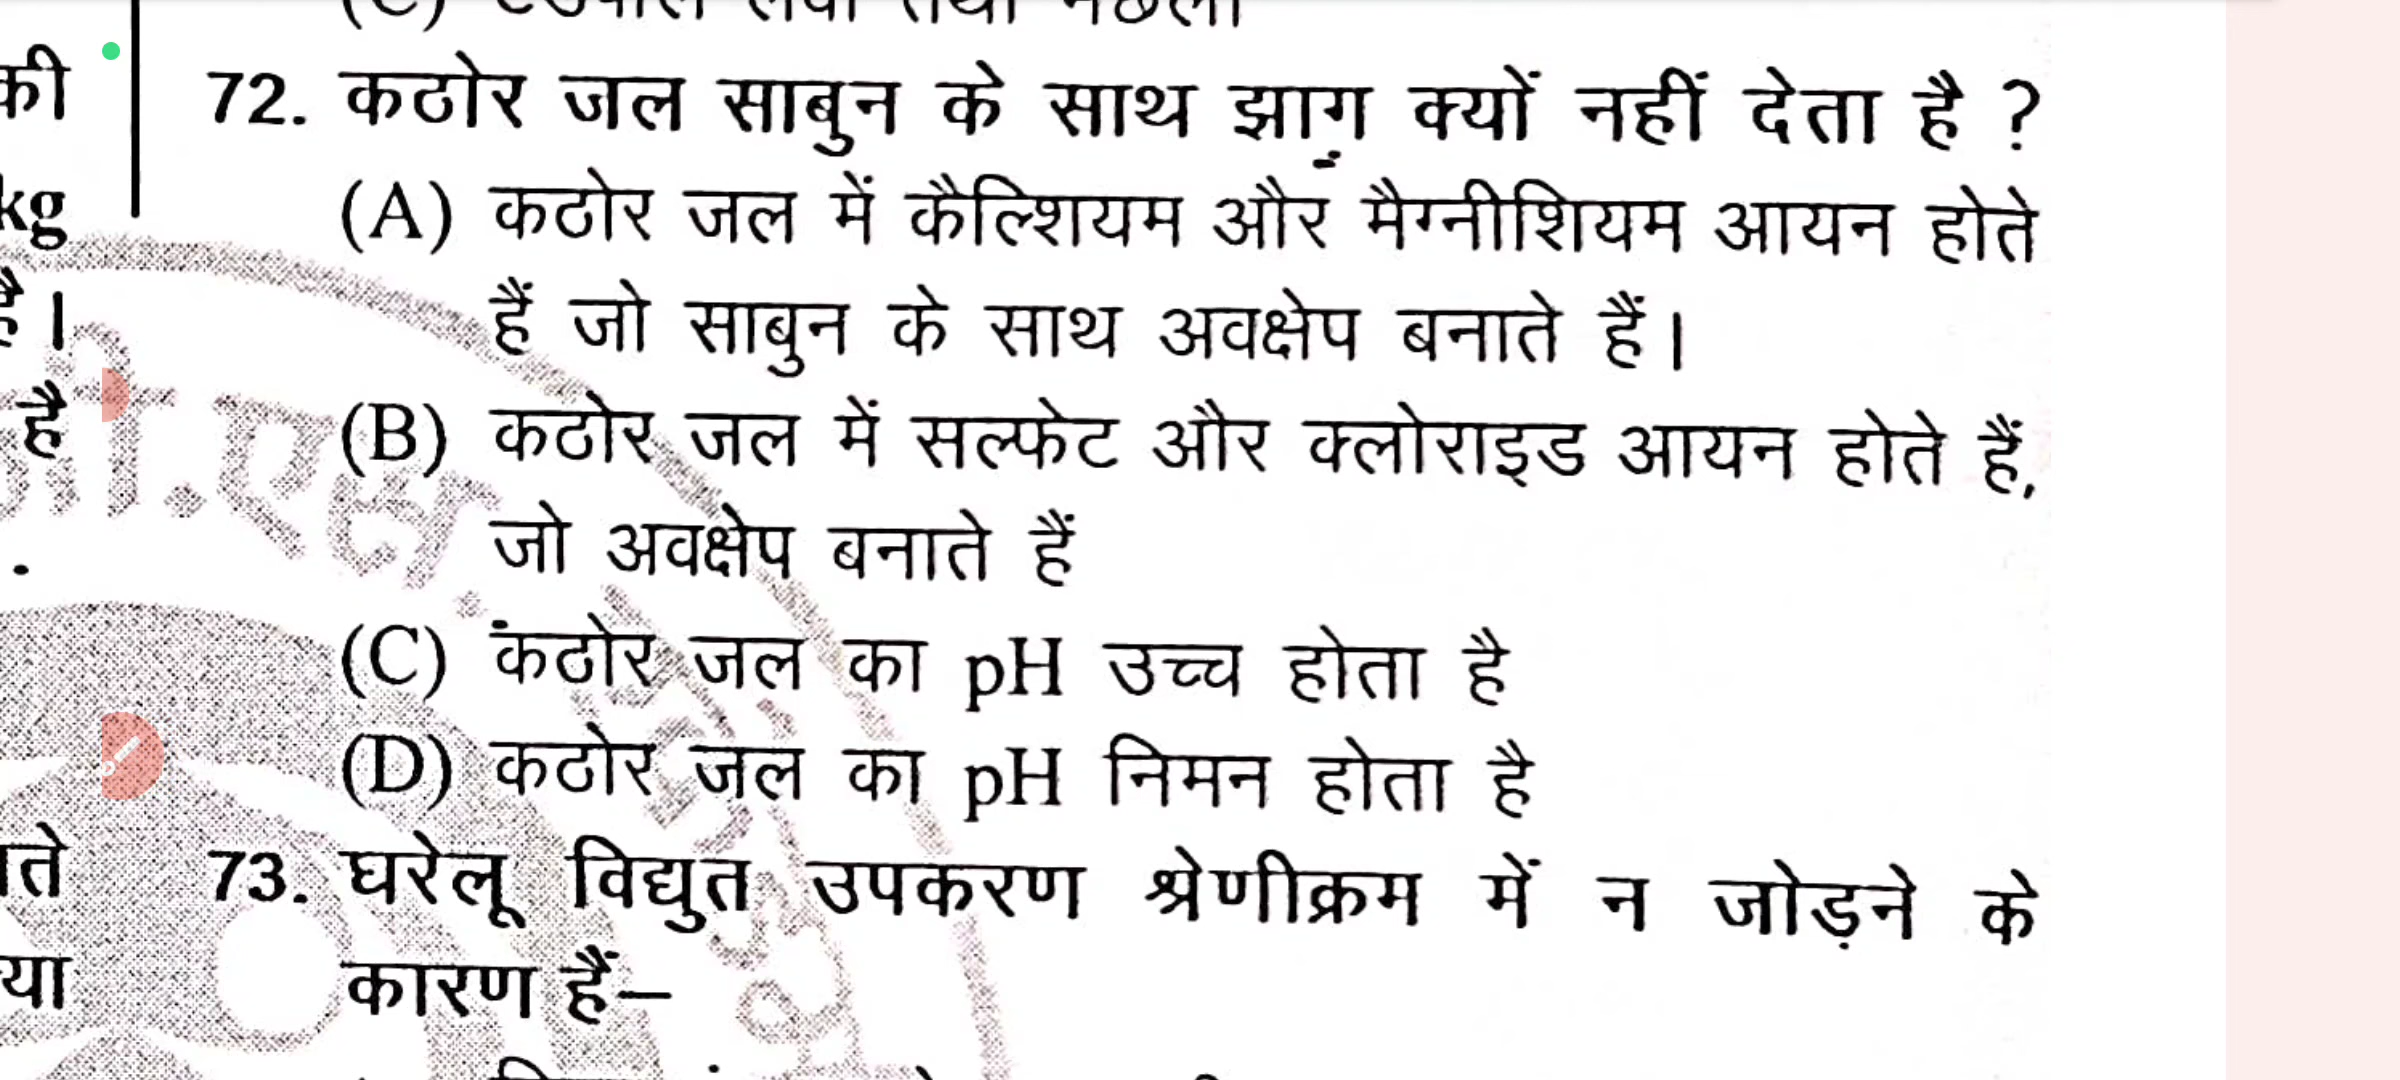 की
kg
है।
है
.
ते
या
72. कठोर जल साबुन के साथ झाग क्यों नहीं देता है ?
(A) कठोर जल में कैल्शियम और मैग्नीशियम आयन होते
हैं जो साबुन के साथ अवक्षेप बनाते हैं।
(B) कठोर जल में सल्फेट और क्लोराइड आयन होते हैं,
जो अवक्षेप बनाते हैं
(C) कठोर जल का pH उच्च होता है
(D) कठोर जल का pH निमन होता है
73. घरेलू विद्युत उपकरण श्रेणीक्रम में न जोड़ने के
कारण हैं–